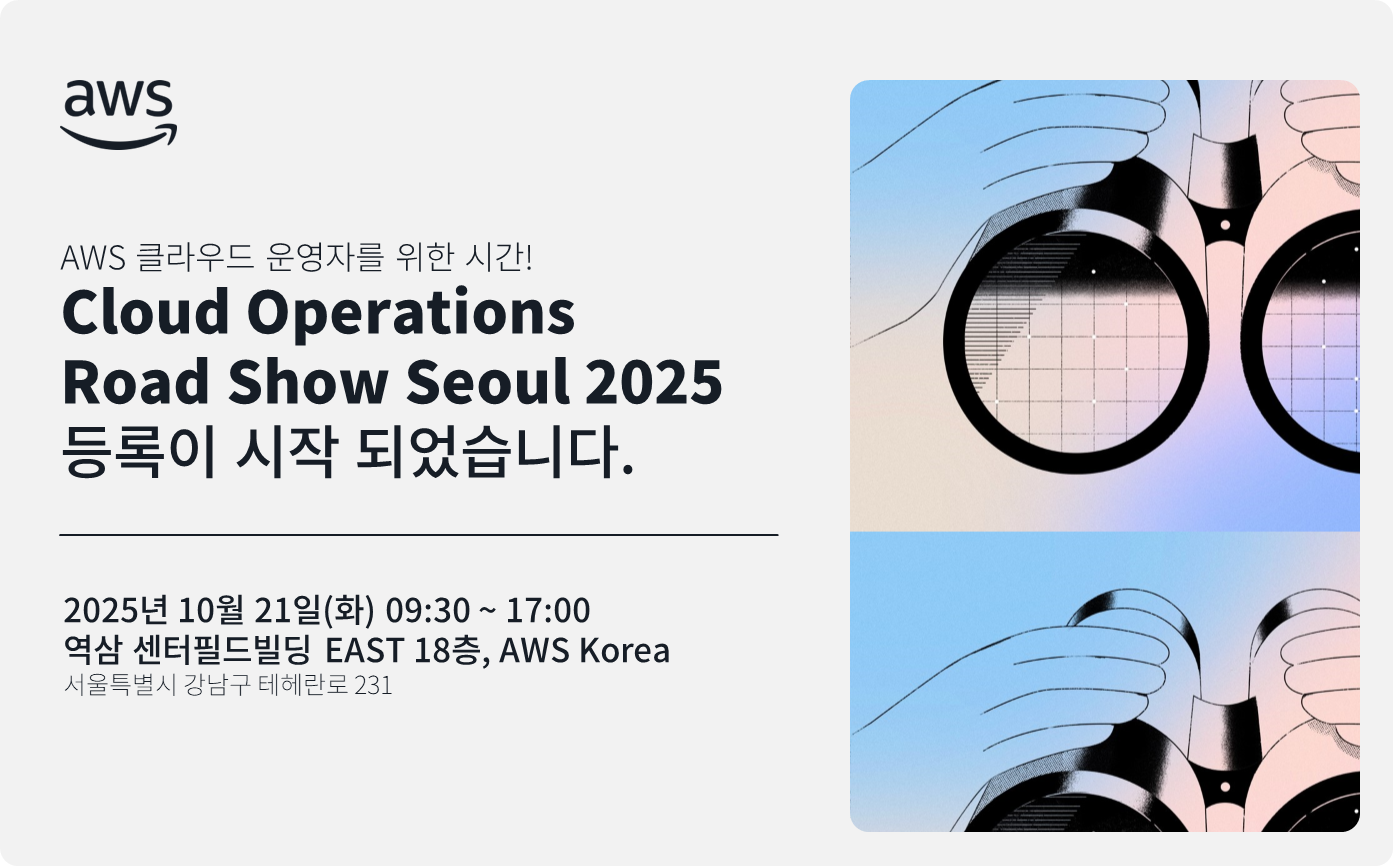 aws
AWS 클라우드 운영자를 위한 시간!
Cloud Operations
Road Show Seoul 2025
등록이 시작 되었습니다.
2025년 10월 21일(화) 09:30 ~ 17:00
역삼 센터필드빌딩 EAST 18층, AWS Korea
서울특별시 강남구 테헤란로 231